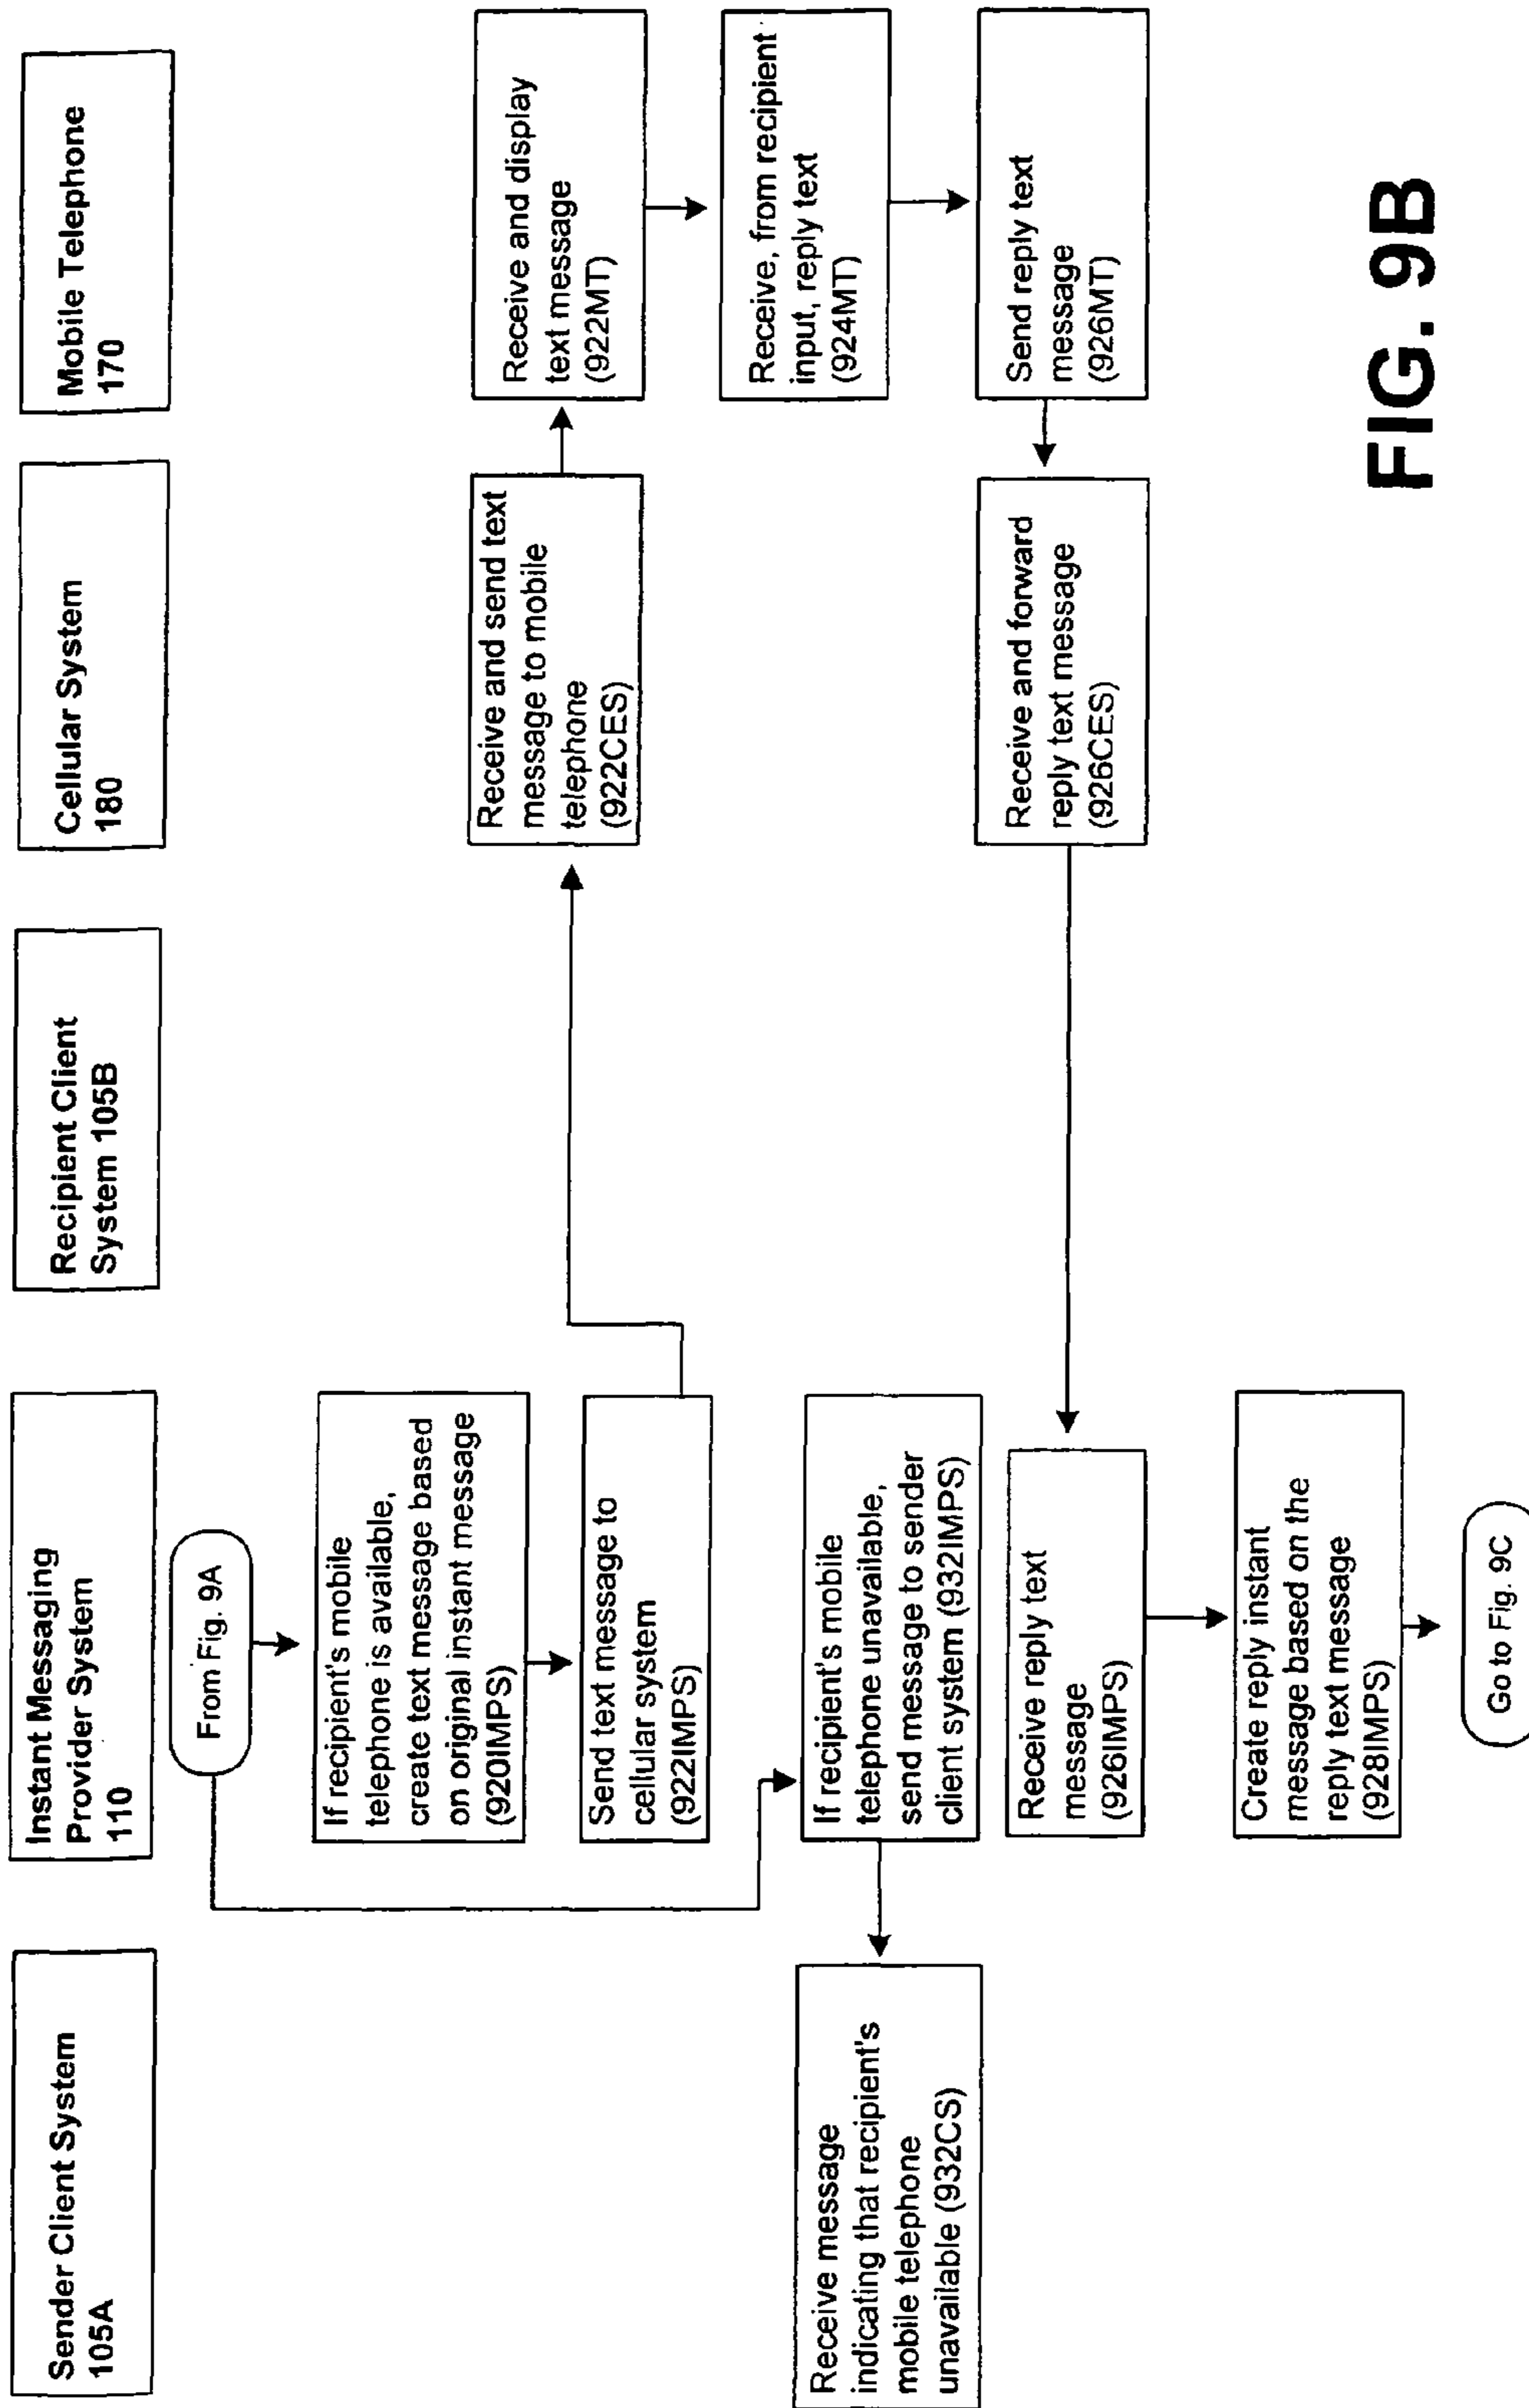 Sender Client System
105A
Instant Messaging
Provider System
110
Recipient Client
System 105B
Cellular System
180
Mobile Telephone
170
From Fig. 9A
If recipient's mobile
telephone is available,
create text message based
on original instant message
(920IMPS)
Send text message to
cellular system
(922IMPS)
Receive and send text
message to mobile
telephone
(922CES)
Receive and display
text message
(922MT)
Receive, from recipient
input, reply text
(924MT)
Send reply text
message
(926MT)
Receive and forward
reply text message
(926CES)
If recipient's mobile
telephone unavailable,
send message to sender
client system (932IMPS)
Receive message
indicating that recipient's
mobile telephone
unavailable (932CS)
Receive reply text
message
(926IMPS)
Create reply instant
message based on the
reply text message
(928IMPS)
Go to Fig. 9C
FIG. 9B